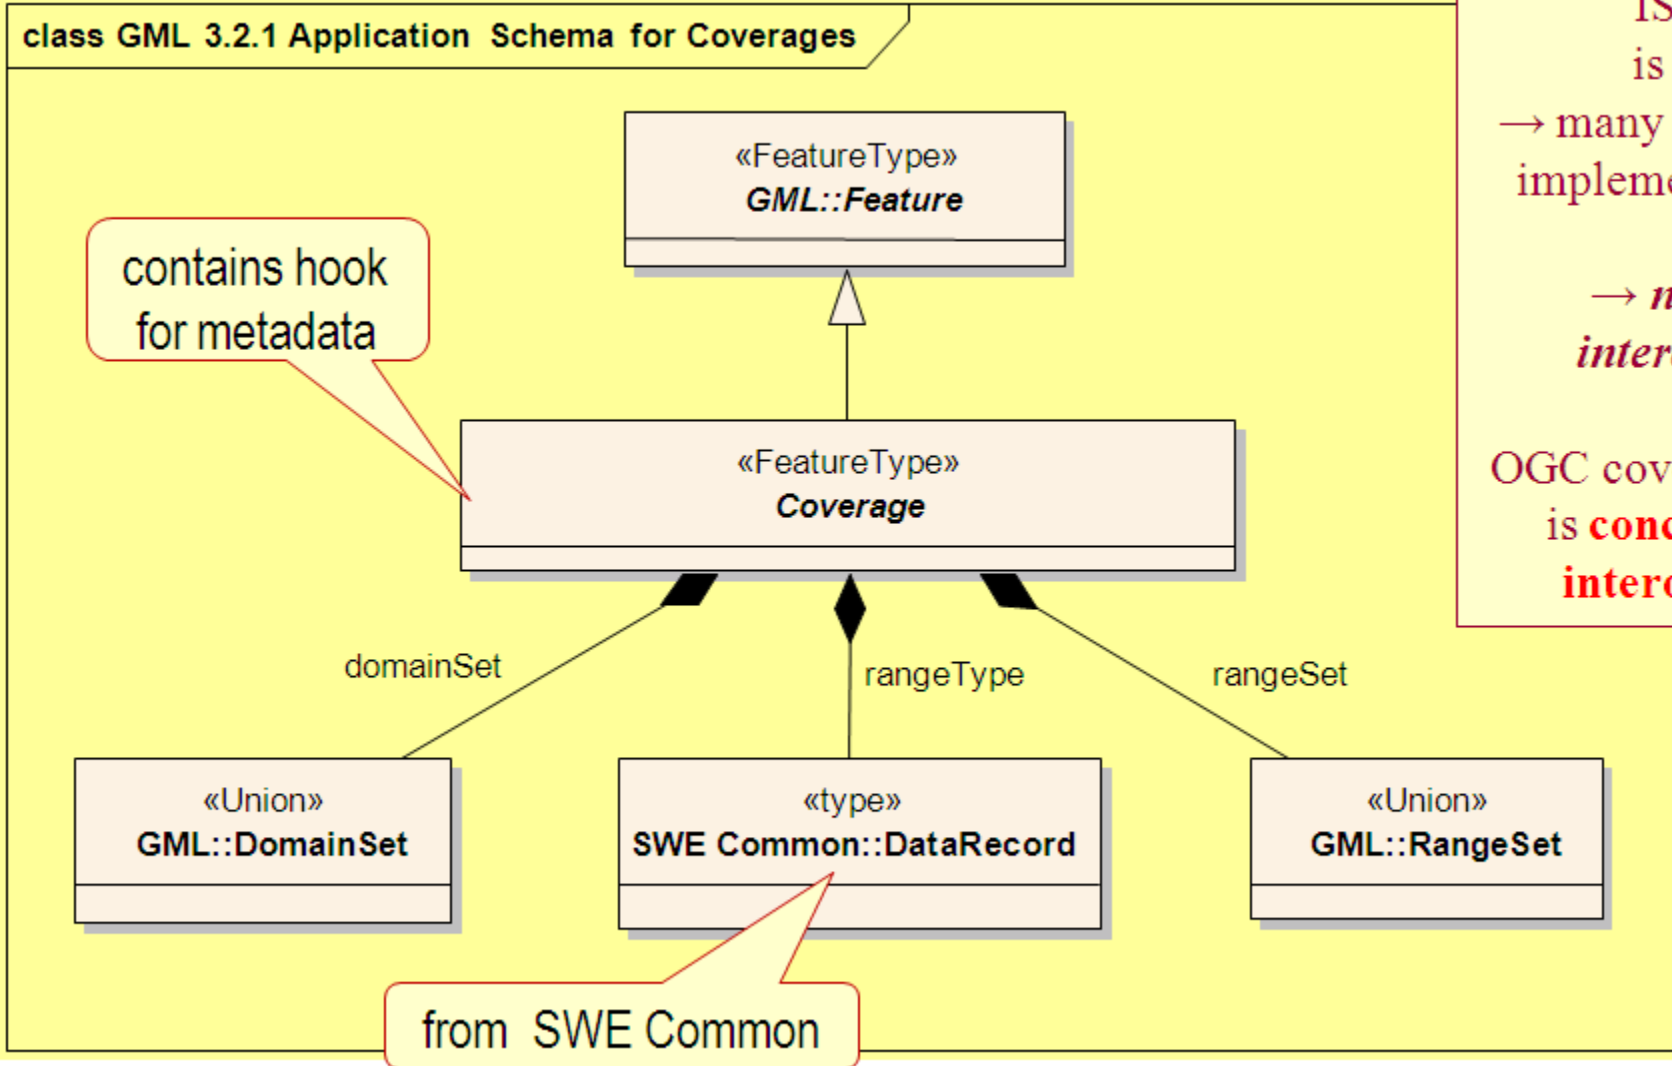 class GML 3.2.1 Application Schema for Coverages
«FeatureType»
GML::Feature
contains hook
for metadata
«FeatureType»
Coverage
domainSet
rangeType
rangeSet
«Union»
GML::DomainSet
«type»
SWE Common::DataRecord
«Union»
GML::RangeSet
from SWE Common
is
→ many
→
OGC
is